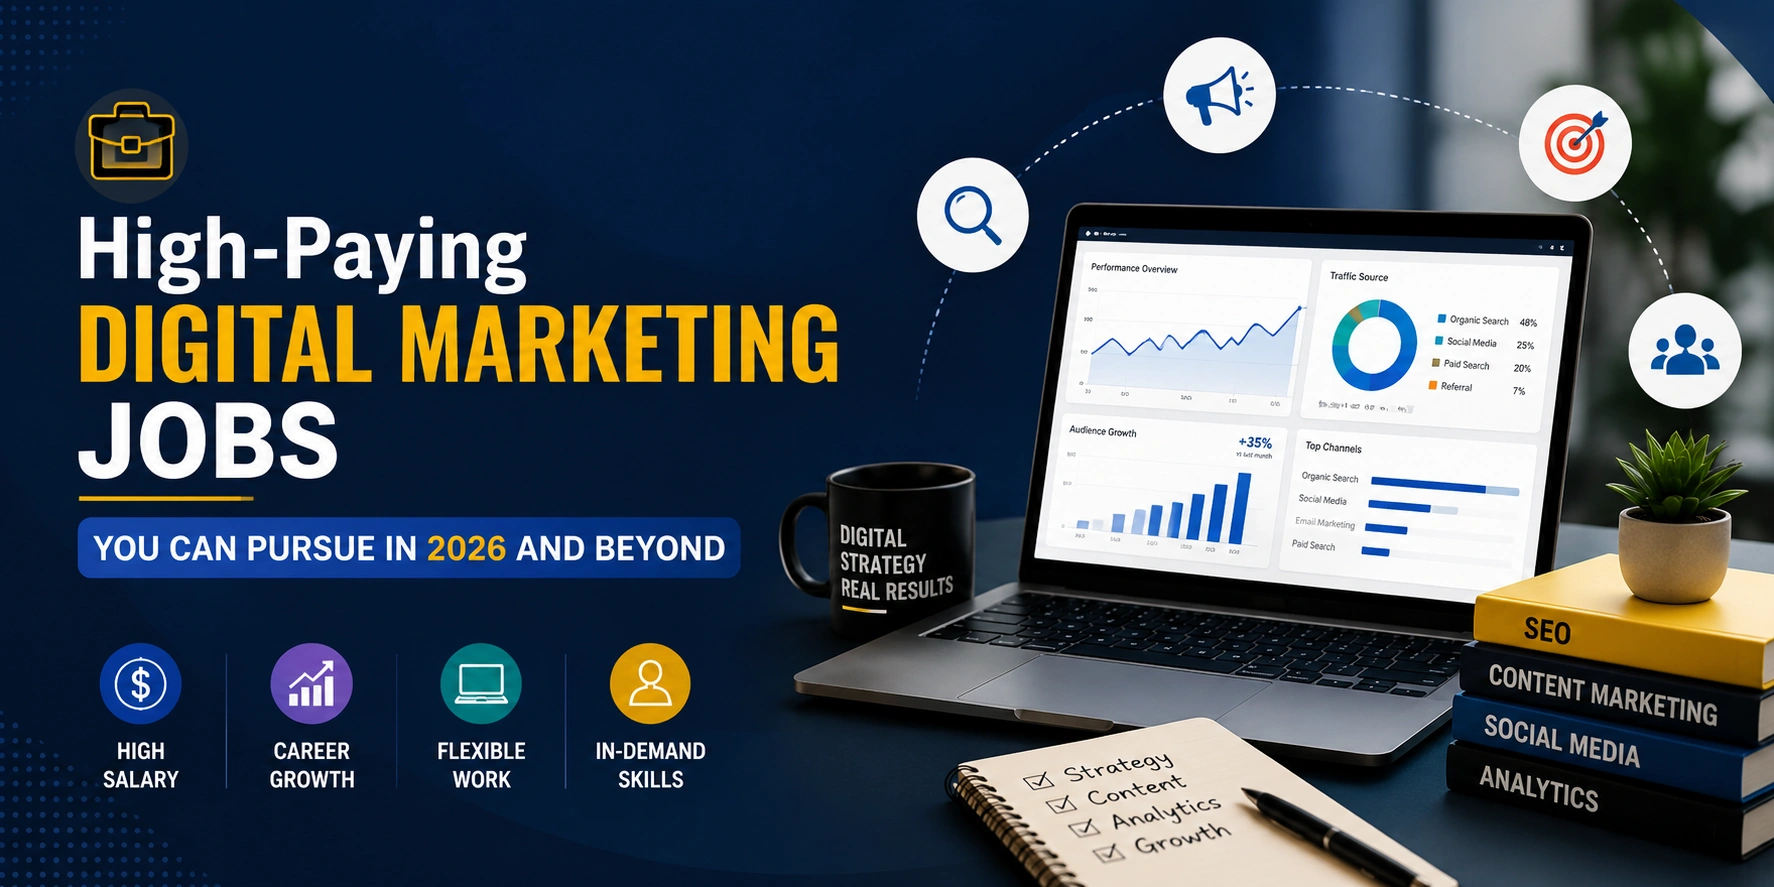 High-Paying
DIGITAL MARKETING
JOBS
YOU CAN PURSUE IN 2026 AND BEYOND
HIGH
SALARY
CAREER
GROWTH
FLEXIBLE
WORK
IN-DEMAND
SKILLS
DIGITAL
STRATEGY
REAL RESULTS
Performance Overview
Traffic Source
Organic Search 48%
Social Media 25%
Paid Search 20%
Referral 7%
Audience Growth
+35%
Top Channels
Organic Search
Social Media
Email Marketing
Paid Search
SEO
CONTENT MARKETING
SOCIAL MEDIA
ANALYTICS
Strategy
Content
Analytics
Growth